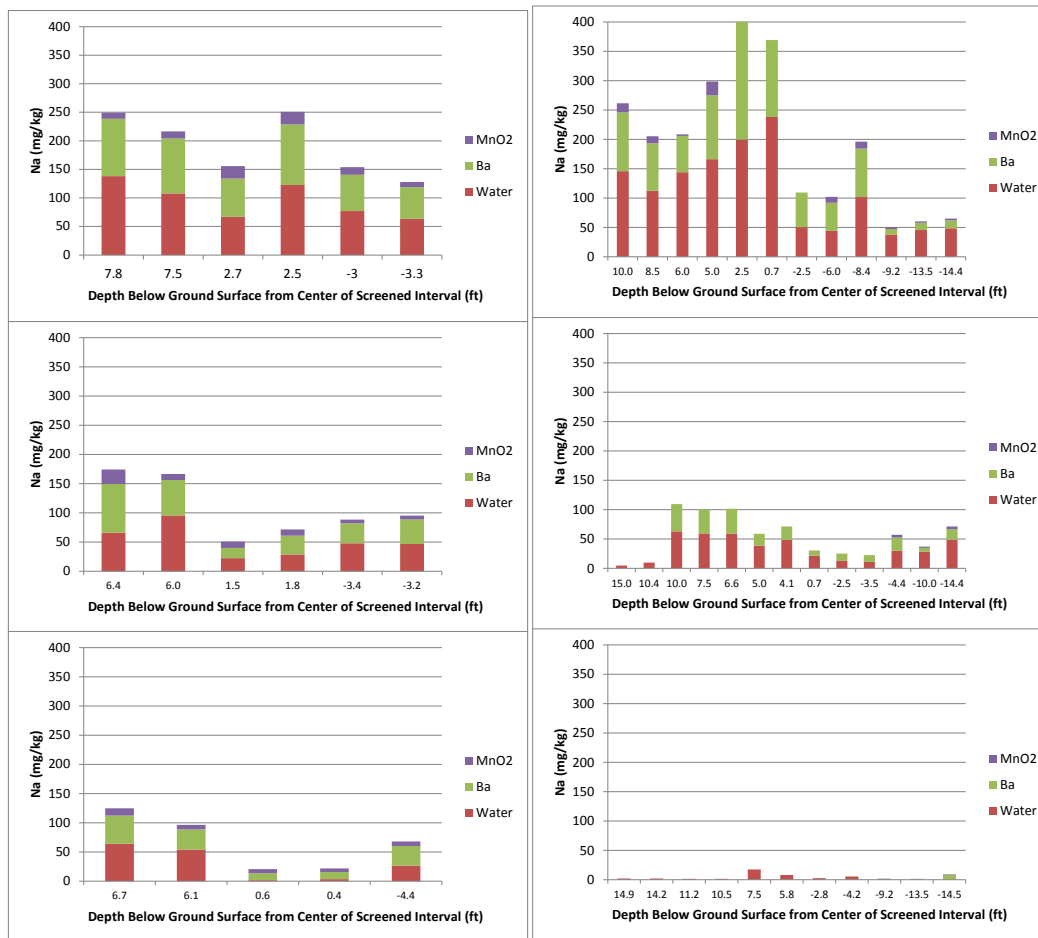 400
350
300
250
200
150
100
50
0
Na (mg/kg)
7.8 7.5 2.7 2.5 -3 -3.3
Depth Below Ground Surface from Center of Screened Interval (ft)
MnO2
Ba
Water
400
350
300
250
200
150
100
50
0
Na (mg/kg)
10.0 8.5 6.0 5.0 2.5 0.7 -2.5 -6.0 -8.4 -9.2 -13.5 -14.4
Depth Below Ground Surface from Center of Screened Interval (ft)
MnO2
Ba
Water
400
350
300
250
200
150
100
50
0
Na (mg/kg)
6.4 6.0 1.5 1.8 -3.4 -3.2
Depth Below Ground Surface from Center of Screened Interval (ft)
MnO2
Ba
Water
400
350
300
250
200
150
100
50
0
Na (mg/kg)
15.0 10.4 10.0 7.5 6.6 5.0 4.1 0.7 -2.5 -3.5 -4.4 -10.0 -14.4
Depth Below Ground Surface from Center of Screened Interval (ft)
MnO2
Ba
Water
400
350
300
250
200
150
100
50
0
Na (mg/kg)
6.7 6.1 0.6 0.4 -4.4
Depth Below Ground Surface from Center of Screened Interval (ft)
MnO2
Ba
Water
400
350
300
250
200
150
100
50
0
Na (mg/kg)
14.9 14.2 11.2 10.5 7.5 5.8 -2.8 -4.2 -9.2 -13.5 -14.5
Depth Below Ground Surface from Center of Screened Interval (ft)
MnO2
Ba
Water